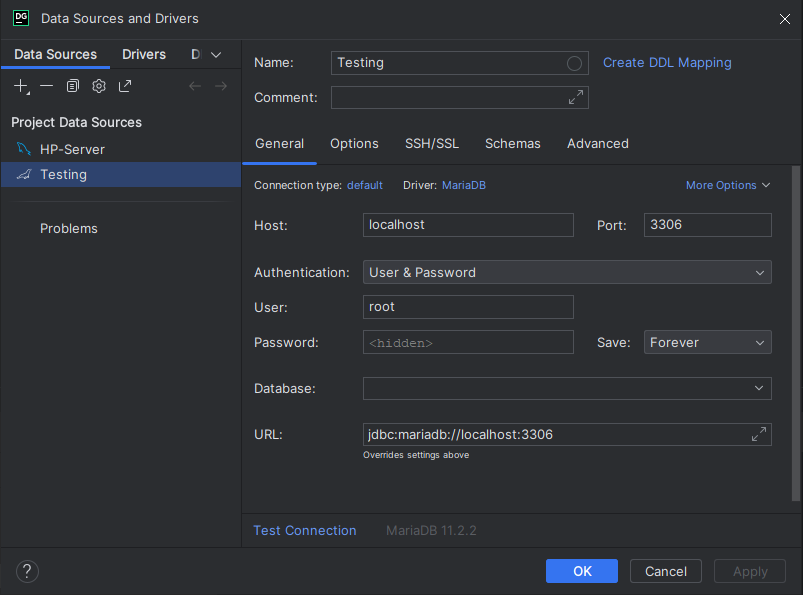 DG
Data Sources and Drivers
Data Sources
Drivers
Project Data Sources
HP-Server
Testing
Problems
Name:
Testing
Create DDL Mapping
Comment:
General
Options
SSH/SSL
Schemas
Advanced
Connection type: default
Driver: MariaDB
More Options
Host:
localhost
Port:
3306
Authentication:
User & Password
User:
root
Password:
<hidden>
Save:
Forever
Database:
URL:
jdbc:mariadb://localhost:3306
Overrides settings above
Test Connection
MariaDB 11.2.2
?
OK
Cancel
Apply